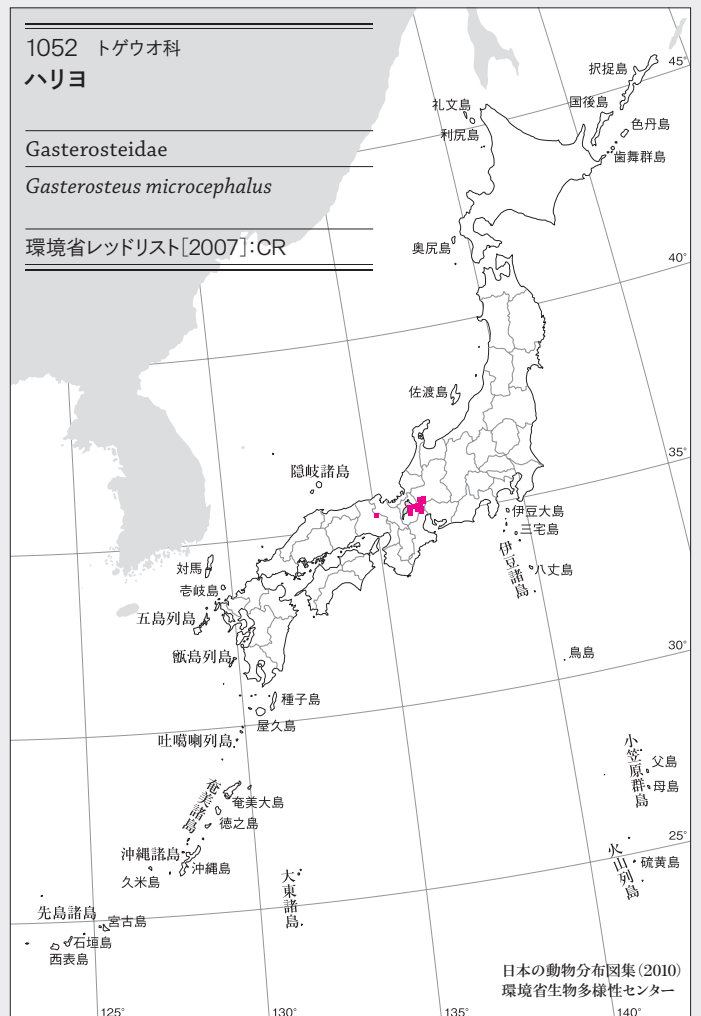 1052 トゲウオ科
ハリヨ
Gasterosteidae
Gasterosteus microcephalus
環境省レッドリスト[2007]:CR
択捉島
45°
礼文島
国後島
利尻島
色丹島
歯舞群島
奥尻島
40°
佐渡島
35°
隠岐諸島
伊豆大島
三宅島
伊豆諸島
八丈島
対馬
壱岐島
五島列島
甑島列島
鳥島
30°
種子島
屋久島
吐噶喇列島
小笠原群島
父島
母島
奄美諸島
奄美大島
徳之島
25°
沖縄諸島
沖縄島
久米島
火山列島
硫黄島
大東諸島
先島諸島
宮古島
石垣島
西表島
日本の動物分布図集(2010)
環境省生物多様性センター
125°
130°
135°
140°